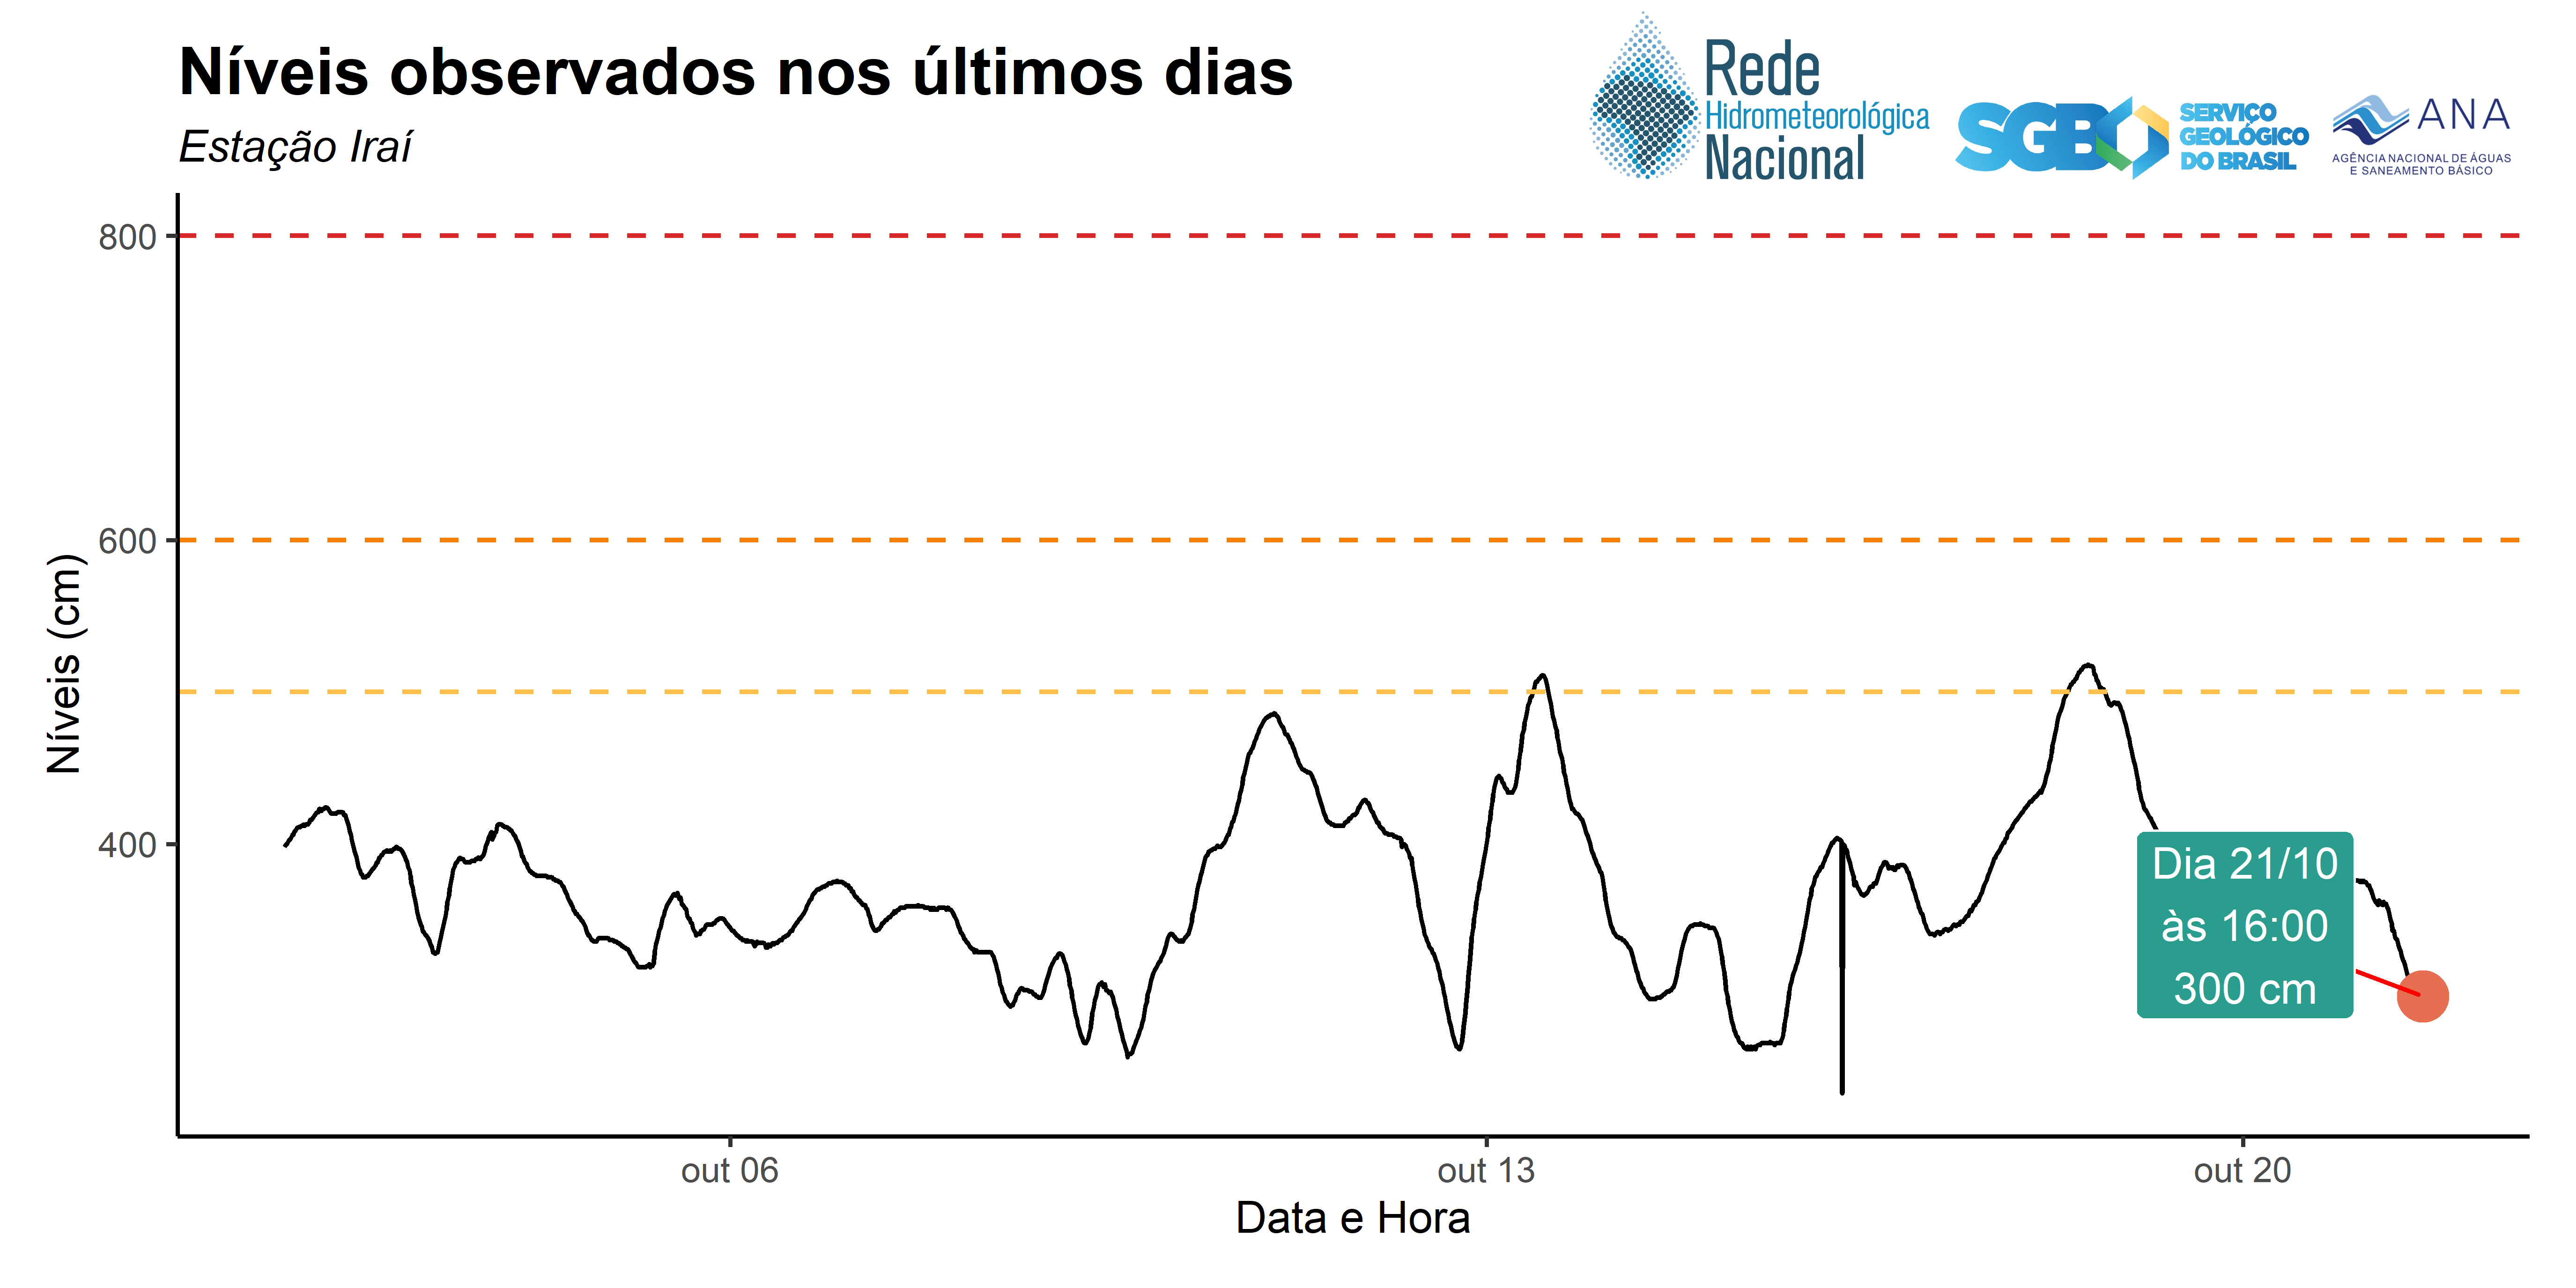 Níveis observados nos últimos dias
Estação Iraí
Rede
Hidrometeorológica
Nacional
SGB
SERVIÇO
GEOLÓGICO
DO BRASIL
ANA
AGÊNCIA NACIONAL DE ÁGUAS
E SANEAMENTO BÁSICO
800
600
400
Níveis (cm)
Dia 21/10
às 16:00
300 cm
out 06
out 13
out 20
Data e Hora